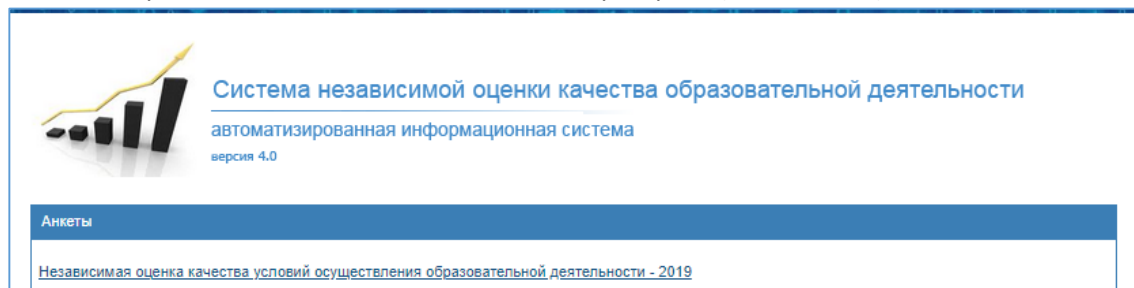 Система независимой оценки качества образовательной деятельности
автоматизированная информационная система
версия 4.0
Анкеты
Независимая оценка качества условий осуществления образовательной деятельности - 2019